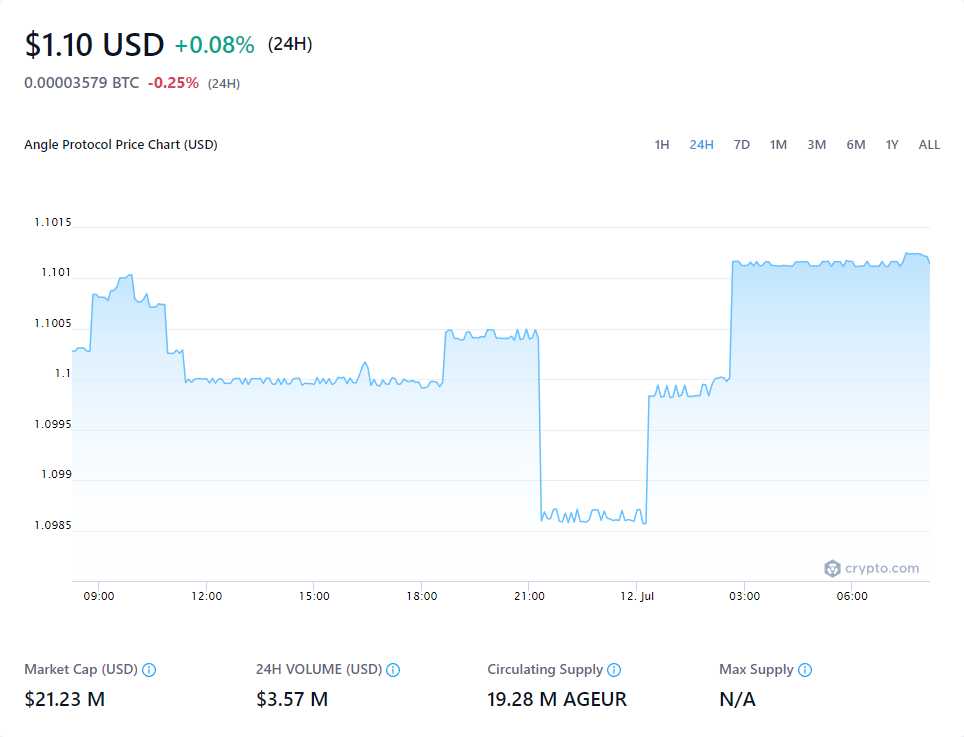 $1.10 USD +0.08% (24H)
0.00003579 BTC -0.25% (24H)
Angle Protocol Price Chart (USD) 1H 24H 7D 1M 3M 6M 1Y ALL
1.1015
1.101
1.1005
1.1
1.0995
1.099
1.0985
crypto.com
09:00 12:00 15:00 18:00 21:00 12. Jul 03:00 06:00
Market Cap (USD) 24H VOLUME (USD) Circulating Supply Max Supply
$21.23 M $3.57 M 19.28 M AGEUR N/A